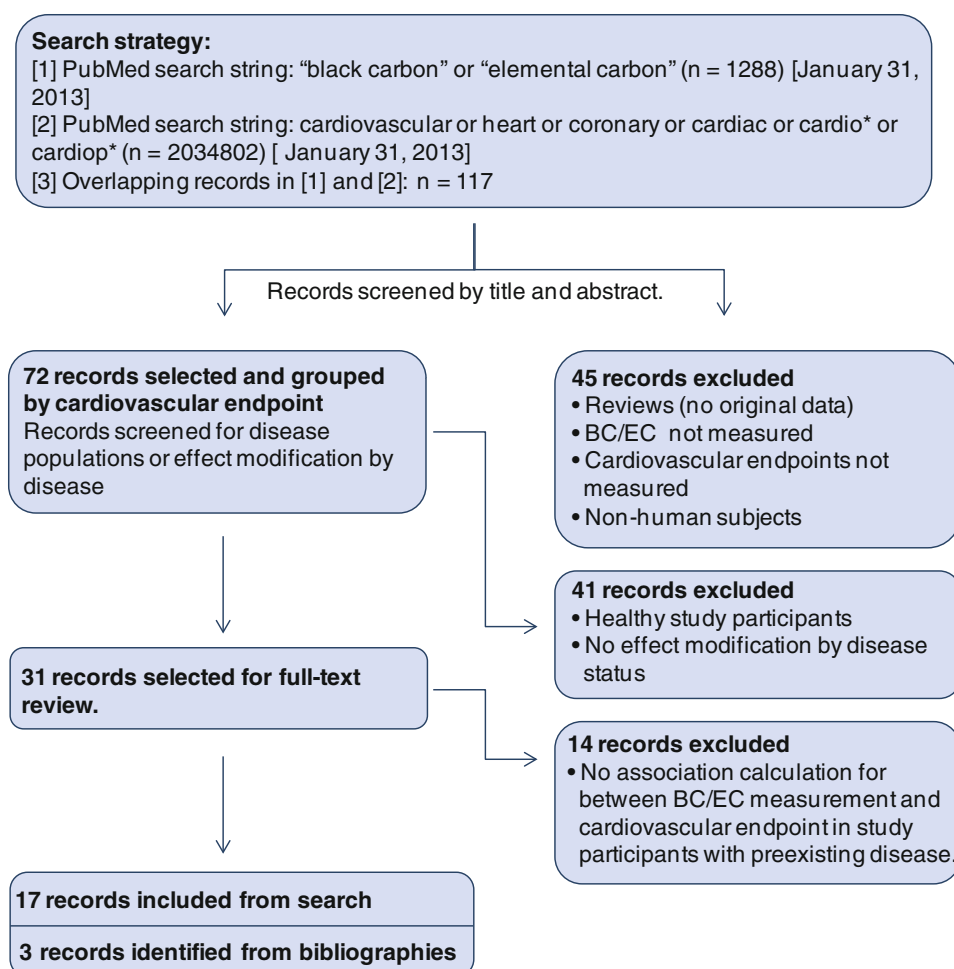 Search strategy:
[1] PubMed search string: “black carbon” or “elemental carbon” (n = 1288) [January 31,
2013]
[2] PubMed search string: cardiovascular or heart or coronary or cardiac or cardio* or
cardiop* (n = 2034802) [ January 31, 2013]
[3] Overlapping records in [1] and [2]: n = 117
Records screened by title and abstract.
72 records selected and grouped
by cardiovascular endpoint
Records screened for disease
populations or effect modification by
disease
45 records excluded
• Reviews (no original data)
• BC/EC not measured
• Cardiovascular endpoints not
measured
• Non-human subjects
41 records excluded
• Healthy study participants
• No effect modification by disease
status
31 records selected for full-text
review.
14 records excluded
• No association calculation for
between BC/EC measurement and
cardiovascular endpoint in study
participants with preexisting disease.
17 records included from search
3 records identified from bibliographies